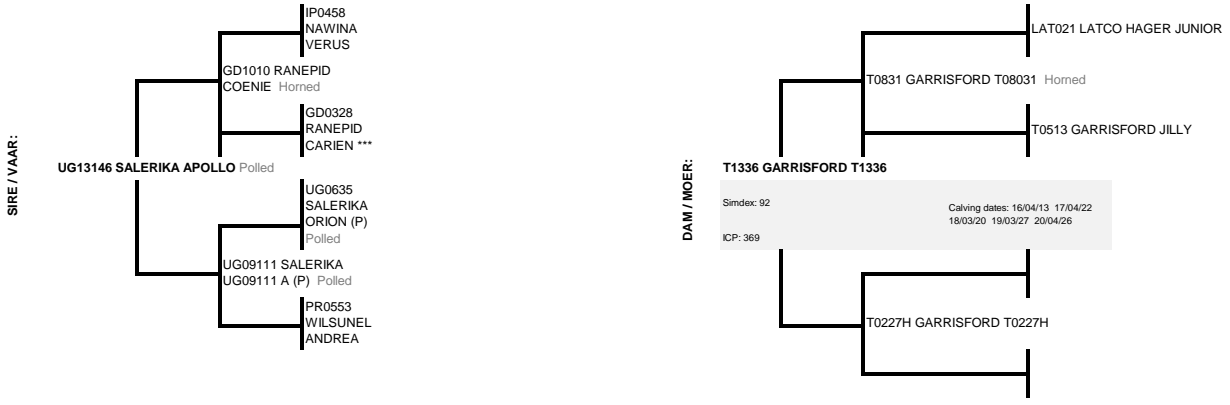 SIRE / VAAR:
IP0458
NAWINA
VERUS
GD1010 RANEPID
COENIE Horned
GD0328
RANEPID
CARIEN ***
UG13146 SALERIKA APOLLO Polled
UG0635
SALERIKA
ORION (P)
Polled
UG09111 SALERIKA
UG09111 A (P) Polled
PR0553
WILSUNEL
ANDREA
DAM / MOER:
LAT021 LATCO HAGER JUNIOR
T0831 GARRISFORD T08031 Horned
T0513 GARRISFORD JILLY
T1336 GARRISFORD T1336
Simdex: 92
Calving dates: 16/04/13 17/04/22
18/03/20 19/03/27 20/04/26
ICP: 369
T0227H GARRISFORD T0227H